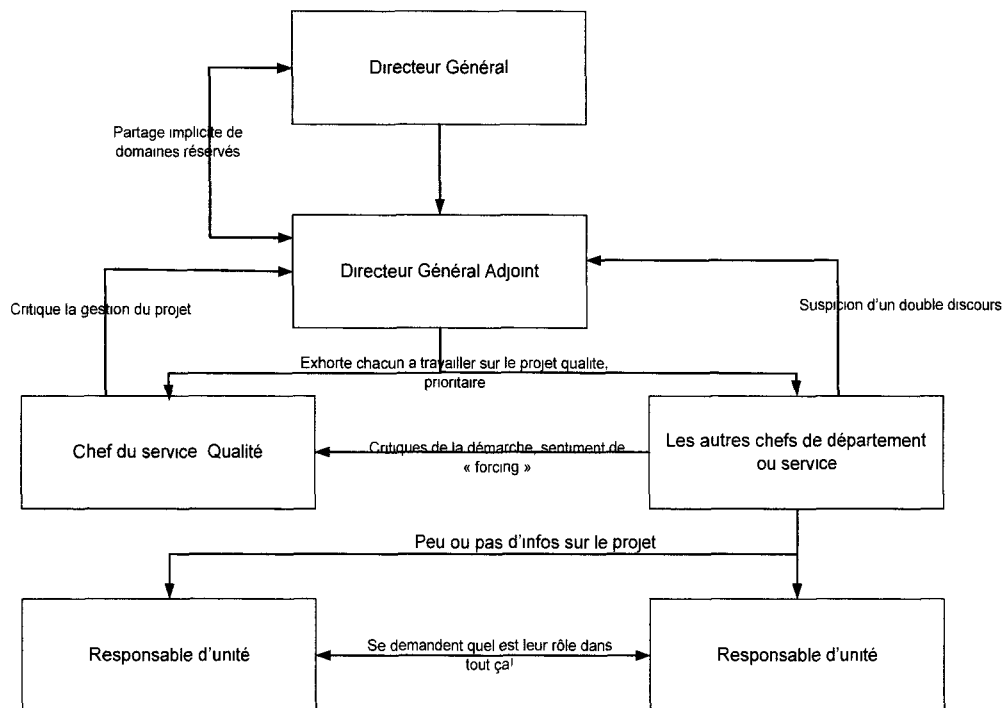 Directeur Général
Partage implicite de
domaines réservés
Directeur Général Adjoint
Critique la gestion du projet
Suspicion d'un double discours
Exhorte chacun a travailler sur le projet qualite,
prioritaire
Chef du service Qualité
Critiques de la démarche, sentiment de
« forcing »
Les autres chefs de département
ou service
Peu ou pas d'infos sur le projet
Responsable d'unité
Se demandent quel est leur rôle dans
tout ça!
Responsable d'unité